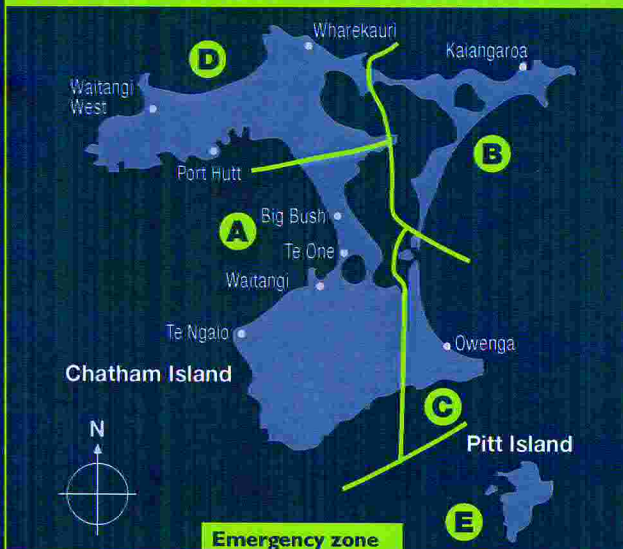 Wharekauri
D
Kaiangaroa
Waitangi
West
B
Port Hutt
Big Bush
A
Te One
Waitangi
Te Ngaio
Owenga
Chatham Island
C
N
Pitt Island
E
Emergency zone